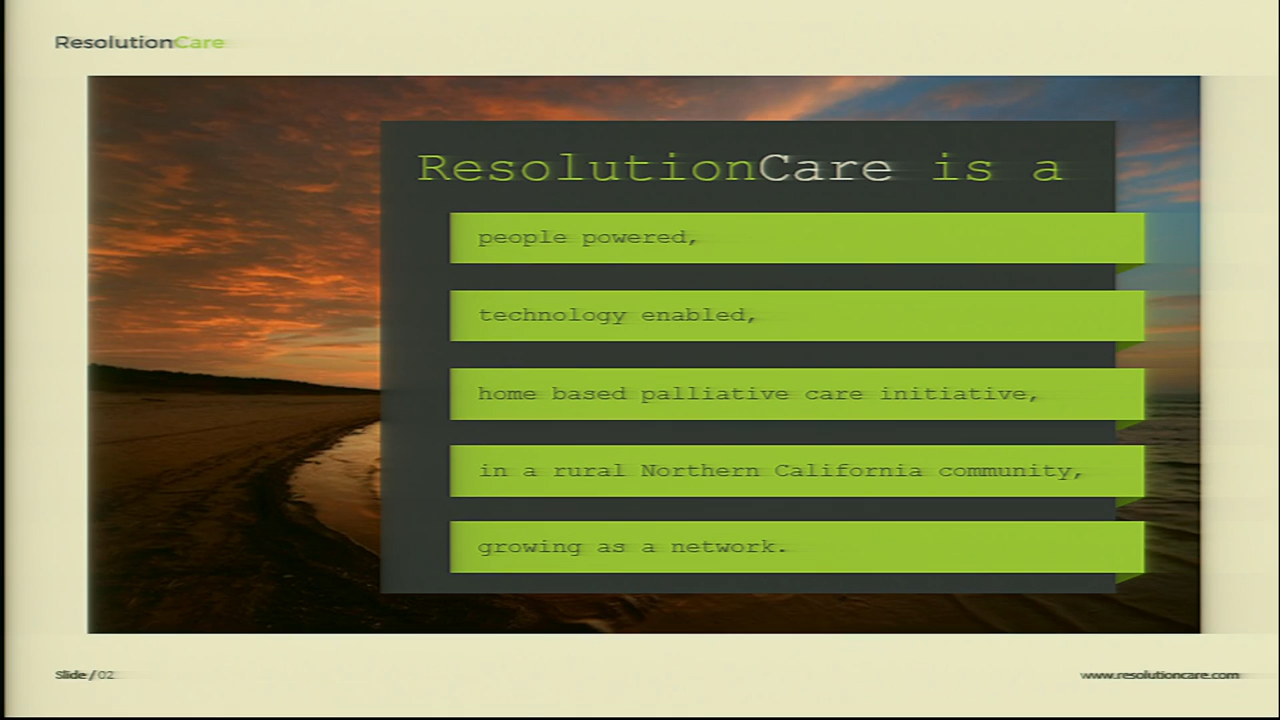 ResolutionCare
ResolutionCare is a
people powered,
technology enabled,
home based palliative care initiative,
in a rural Northern California community,
growing as a network.
Slide / 02
www.resolutioncare.com